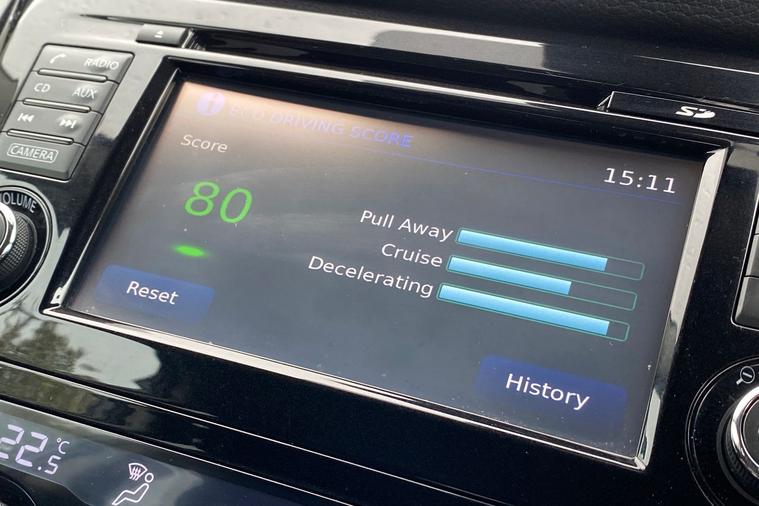 RADIO
CD AUX
CAMERA
VOLUME
SD
ECO DRIVING SCORE
15:11
Score
80
Pull Away
Cruise
Decelerating
Reset
History
22.5°C